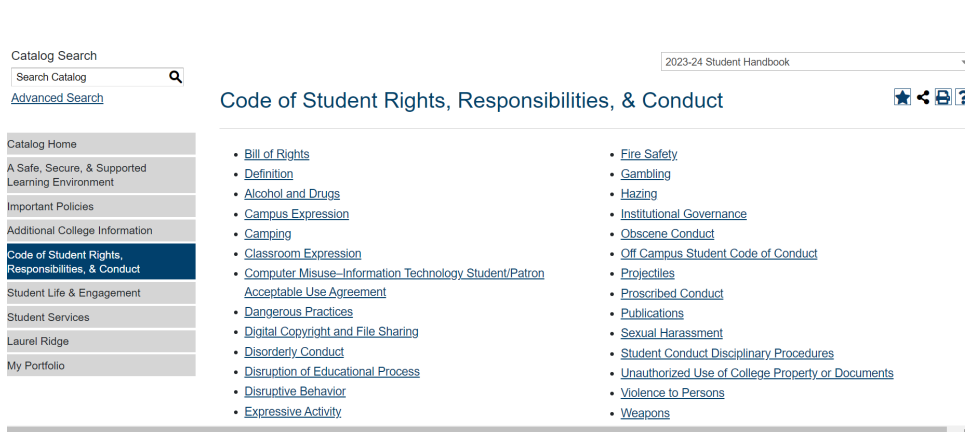 Catalog Search
Search Catalog
Advanced Search
2023-24 Student Handbook
Code of Student Rights, Responsibilities, & Conduct
Catalog Home
A Safe, Secure, & Supported
Learning Environment
Important Policies
Additional College Information
Code of Student Rights,
Responsibilities, & Conduct
Student Life & Engagement
Student Services
Laurel Ridge
My Portfolio
Bill of Rights
Definition
Alcohol and Drugs
Campus Expression
Camping
Classroom Expression
Computer Misuse–Information Technology Student/Patron
Acceptable Use Agreement
Dangerous Practices
Digital Copyright and File Sharing
Disorderly Conduct
Disruption of Educational Process
Disruptive Behavior
Expressive Activity
Fire Safety
Gambling
Hazing
Institutional Governance
Obscene Conduct
Off Campus Student Code of Conduct
Projectiles
Proscribed Conduct
Publications
Sexual Harassment
Student Conduct Disciplinary Procedures
Unauthorized Use of College Property or Documents
Violence to Persons
Weapons